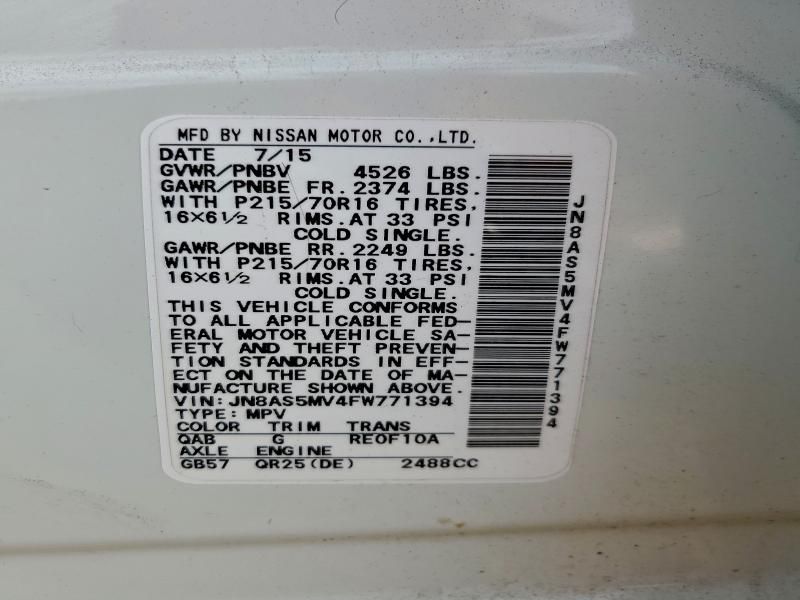 MFD BY NISSAN MOTOR CO.,LTD.
DATE 7/15
GVWR/PNBV 4526 LBS.
GAWR/PNBE FR. 2374 LBS.
WITH P215/70R16 TIRES,
16X6½ RIMS. AT 33 PSI
COLD SINGLE.
GAWR/PNBE RR. 2249 LBS.
WITH P215/70R16 TIRES,
16X6½ RIMS. AT 33 PSI
COLD SINGLE.
THIS VEHICLE CONFORMS
TO ALL APPLICABLE FED-
ERAL MOTOR VEHICLE SA-
FETY AND THEFT PREVEN-
TION STANDARDS IN EFF-
ECT ON THE DATE OF MA-
NUFACTURE SHOWN ABOVE.
VIN:JN8AS5MV4FW771394
TYPE:MPV
COLOR TRIM TRANS
QAB G RE0F10A
AXLE ENGINE
GB57 QR25(DE) 2488CC
JN8AS5MV4FW771394